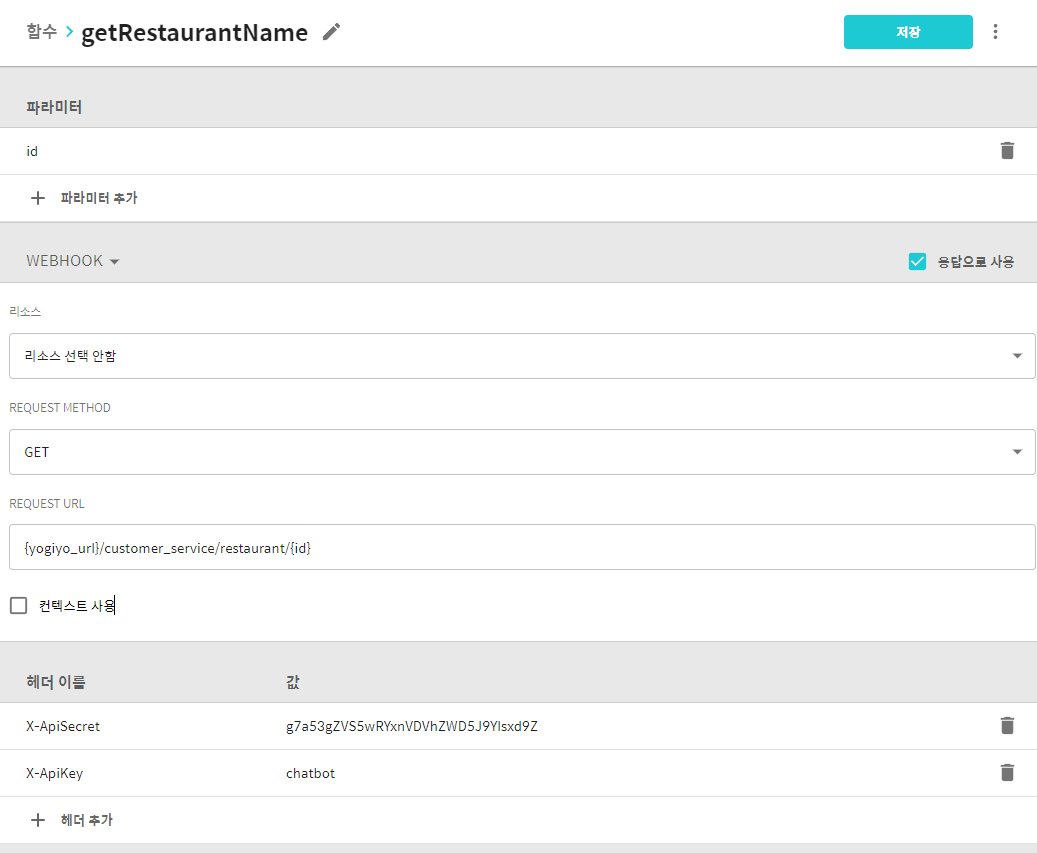 함수 > getRestaurantName
저장
파라미터
id
+ 파라미터 추가
WEBHOOK
응답으로 사용
리소스
리소스 선택 안함
REQUEST METHOD
GET
REQUEST URL
{yogiyo_url}/customer_service/restaurant/{id}
컨텍스트 사용
헤더 이름 값
X-ApiSecret g7a53gZVS5wRYxnVDVhZWD5J9YIsxd9Z
X-ApiKey chatbot
+ 헤더 추가